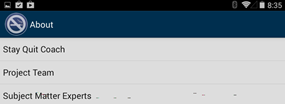 8:35
About
Stay Quit Coach
Project Team
Subject Matter Experts